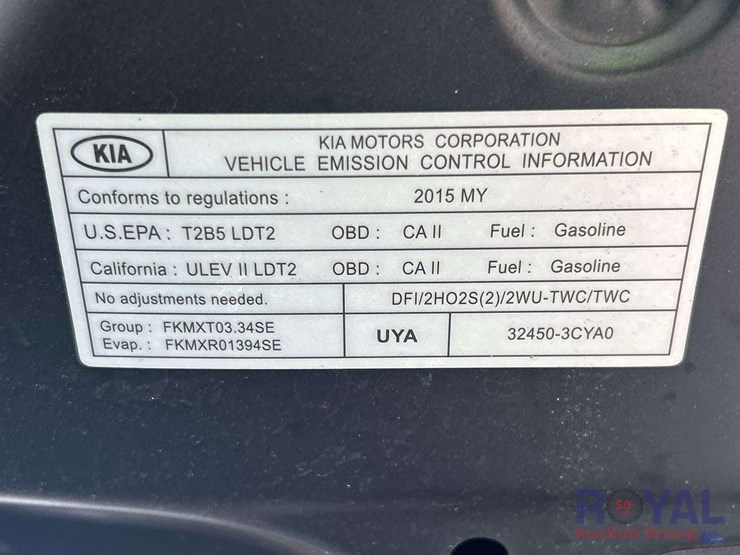 KIA
KIA MOTORS CORPORATION
VEHICLE EMISSION CONTROL INFORMATION
Conforms to regulations : 2015 MY
U.S.EPA : T2B5 LDT2 OBD : CA II Fuel : Gasoline
California : ULEV II LDT2 OBD : CA II Fuel : Gasoline
No adjustments needed. DFI/2HO2S(2)/2WU-TWC/TWC
Group : FKMXT03.34SE
Evap. : FKMXR01394SE
UYA
32450-3CYA0
ROYAL
Auction Group